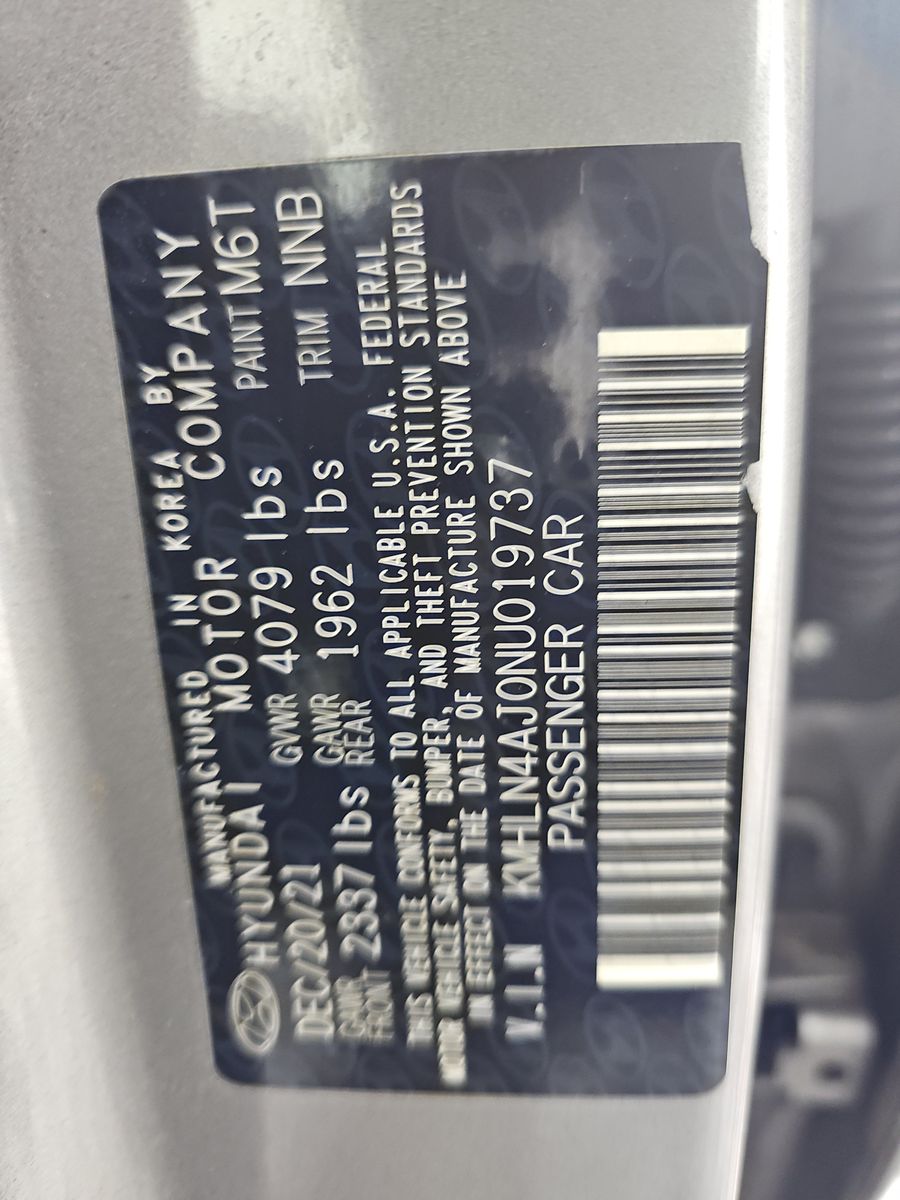 MANUFACTURED IN KOREA BY
HYUNDAI MOTOR COMPANY
DEC/20/21 GVWR 4079 lbs PAINT M6T
GAWR FRONT 2337 lbs GAWR REAR 1962 lbs TRIM NNB
THIS VEHICLE CONFORMS TO ALL APPLICABLE U.S.A. FEDERAL
MOTOR VEHICLE SAFETY, BUMPER, AND THEFT PREVENTION STANDARDS
IN EFFECT ON THE DATE OF MANUFACTURE SHOWN ABOVE
V.I.N KMHLN4AJ0NU019737
PASSENGER CAR